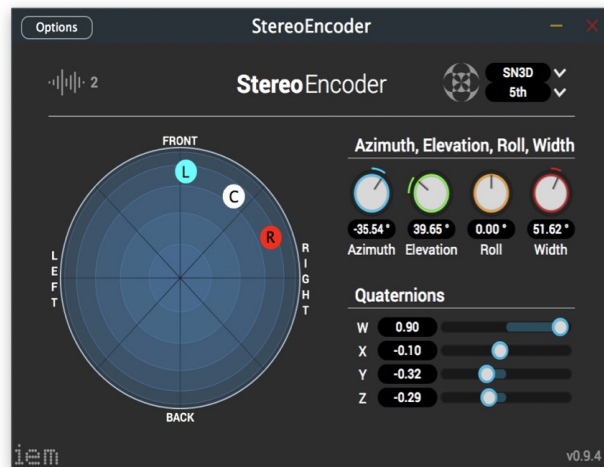 Options
StereoEncoder
2
StereoEncoder
SN3D
5th
FRONT
L
C
R
LEFT
RIGHT
BACK
Azimuth, Elevation, Roll, Width
-35.54 ° 39.65 ° 0.00 ° 51.62 °
Azimuth Elevation Roll Width
Quaternions
W 0.90
X -0.10
Y -0.32
Z -0.29
iem
v0.9.4